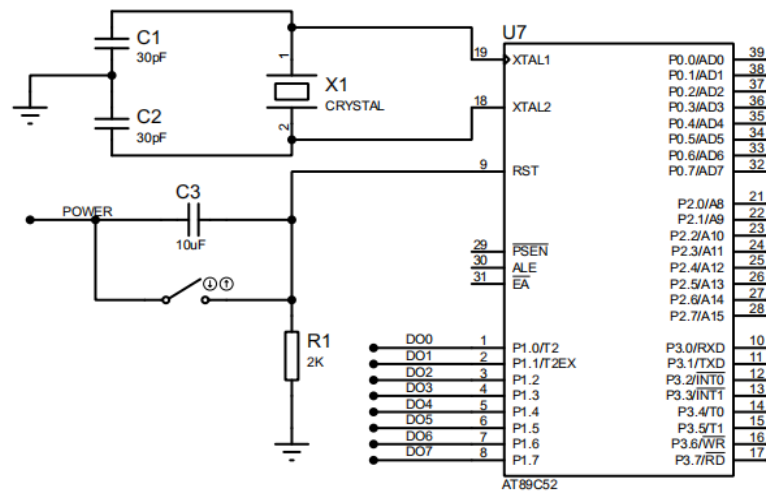 C1
30pF
C2
30pF
1
X1
CRYSTAL
2
POWER
C3
10uF
R1
2K
U7
19 XTAL1
18 XTAL2
9 RST
29 PSEN
30 ALE
31 EA
DO0 1 P1.0/T2
DO1 2 P1.1/T2EX
DO2 3 P1.2
DO3 4 P1.3
DO4 5 P1.4
DO5 6 P1.5
DO6 7 P1.6
DO7 8 P1.7
P0.0/AD0 39
P0.1/AD1 38
P0.2/AD2 37
P0.3/AD3 36
P0.4/AD4 35
P0.5/AD5 34
P0.6/AD6 33
P0.7/AD7 32
P2.0/A8 21
P2.1/A9 22
P2.2/A10 23
P2.3/A11 24
P2.4/A12 25
P2.5/A13 26
P2.6/A14 27
P2.7/A15 28
P3.0/RXD 10
P3.1/TXD 11
P3.2/INT0 12
P3.3/INT1 13
P3.4/T0 14
P3.5/T1 15
P3.6/WR 16
P3.7/RD 17
AT89C52